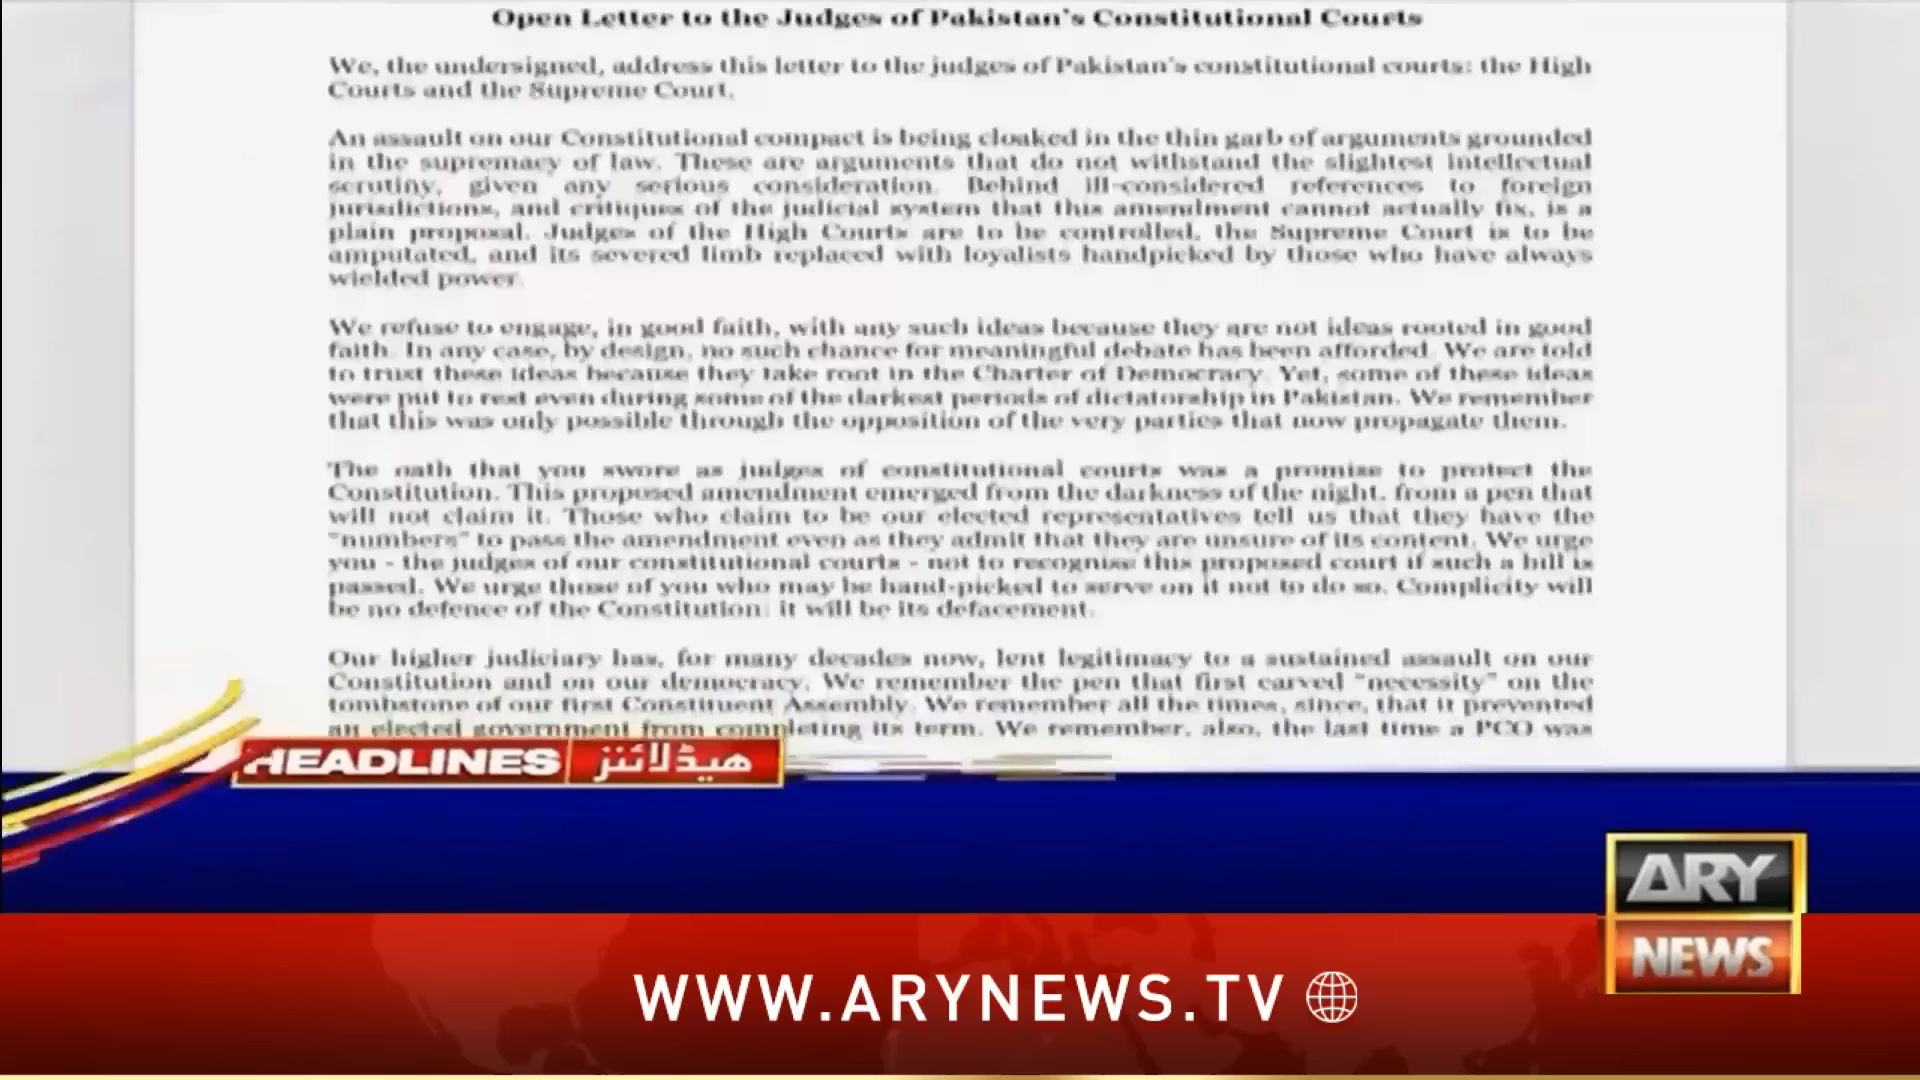 Open Letter to the Judges of Pakistan's Constitutional Courts
We, the undersigned, address this letter to the judges of Pakistan's constitutional courts: the High
Courts and the Supreme Court.
An assault on our Constitutional compact is being cloaked in the thin garb of arguments grounded
in the supremacy of law. These are arguments that do not withstand the slightest intellectual
scrutiny, given any serious consideration. Behind ill-considered references to foreign
jurisdictions, and critiques of the judicial system that this amendment cannot actually fix, is a
plain proposal. Judges of the High Courts are to be controlled, the Supreme Court is to be
amputated, and its severed limb replaced with loyalists handpicked by those who have always
wielded power.
We refuse to engage, in good faith, with any such ideas because they are not ideas rooted in good
faith. In any case, by design, no such chance for meaningful debate has been afforded. We are told
to trust these ideas because they take root in the Charter of Democracy. Yet, some of these ideas
were put to rest even during some of the darkest periods of dictatorship in Pakistan. We remember
that this was only possible through the opposition of the very parties that now propagate them.
The oath that you swore as judges of constitutional courts was a promise to protect the
Constitution. This proposed amendment emerged from the darkness of the night, from a pen that
will not claim it. Those who claim to be our elected representatives tell us that they have the
"numbers" to pass the amendment even as they admit that they are unsure of its content. We urge
you - the judges of our constitutional courts - not to recognise this proposed court if such a bill is
passed. We urge those of you who may be hand-picked to serve on it not to do so. Complicity will
be no defence of the Constitution: it will be its defacement.
Our higher judiciary has, for many decades now, lent legitimacy to a sustained assault on our
Constitution and on our democracy. We remember the pen that first carved "necessity" on the
tombstone of our first Constituent Assembly. We remember all the times, since, that it prevented
an elected government from completing its term. We remember, also, the last time a PCO was
HEADLINES ہیڈلائنز
ARY
NEWS
WWW.ARYNEWS.TV